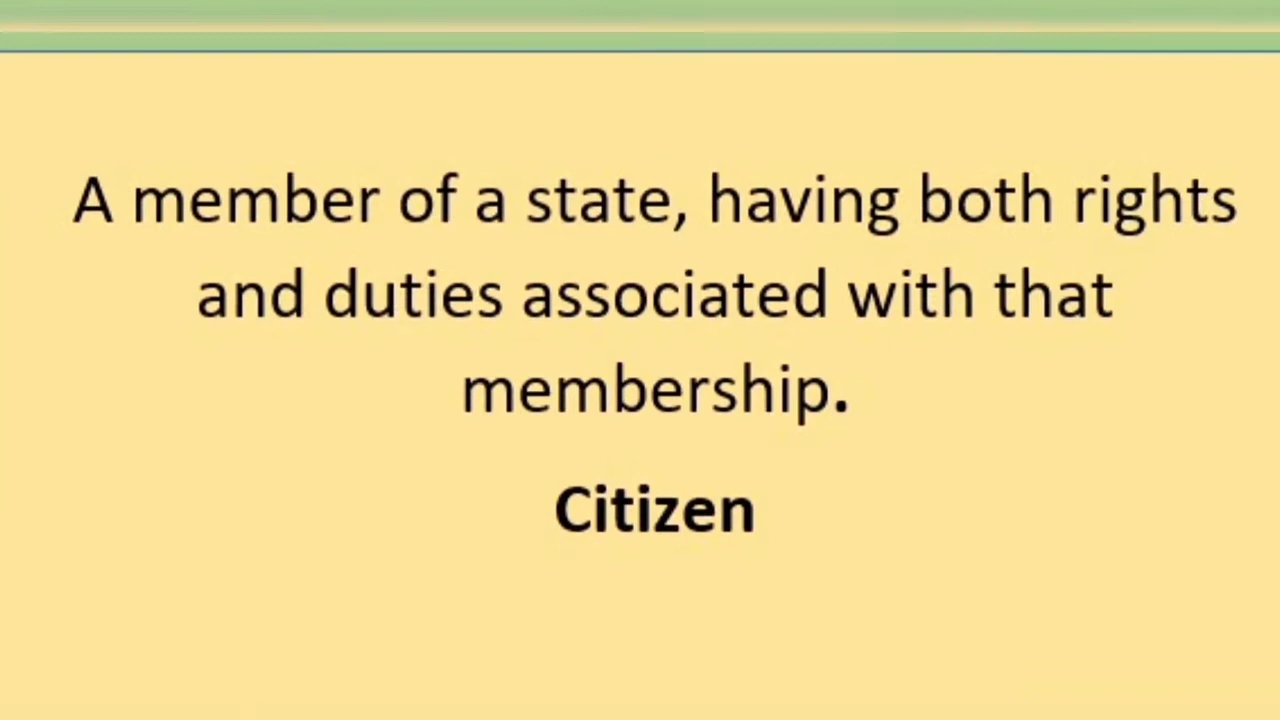 A member of a state, having both rights
and duties associated with that
membership.
Citizen